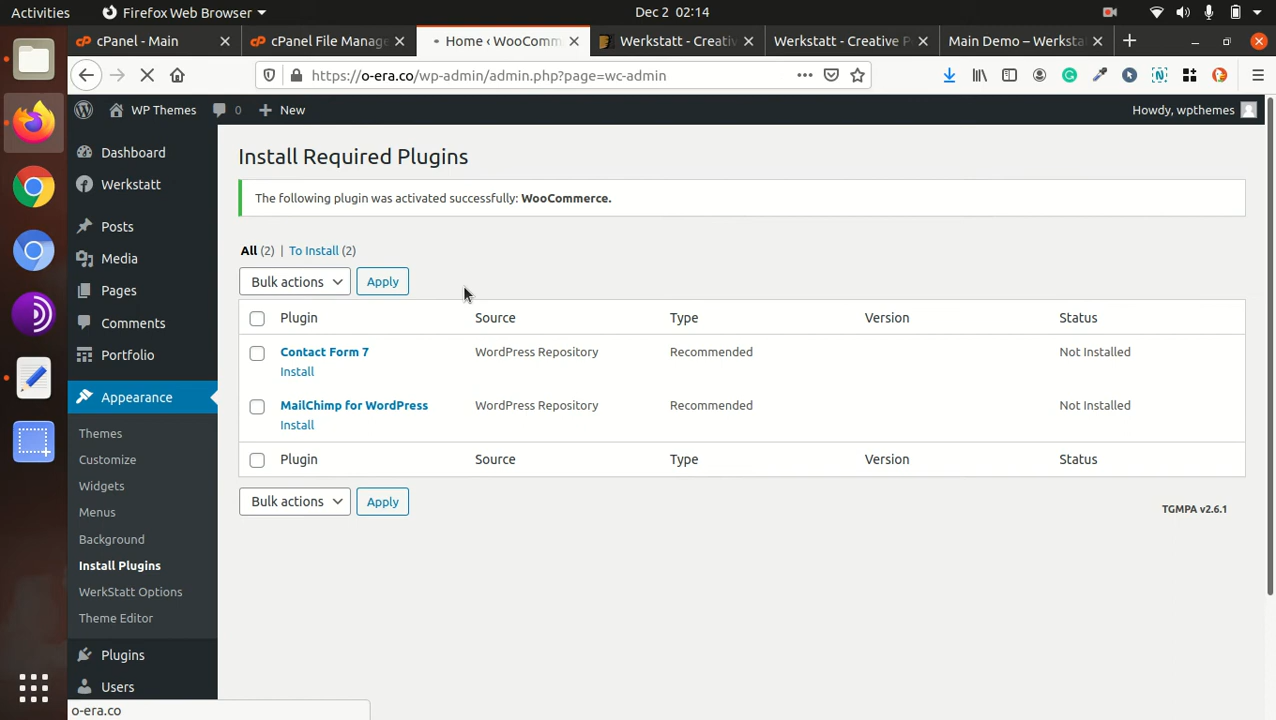 Activities
Firefox Web Browser
Dec 2 02:14
cPanel - Main
cPanel File Manag
Home ‹ WooComm
Werkstatt - Creativ
Werkstatt - Creative P
Main Demo – Werkst
https://o-era.co/wp-admin/admin.php?page=wc-admin
WP Themes
0
New
Howdy, wpthemes
Dashboard
Werkstatt
Posts
Media
Pages
Comments
Portfolio
Appearance
Themes
Customize
Widgets
Menus
Background
Install Plugins
WerkStatt Options
Theme Editor
Plugins
Users
o-era.co
Install Required Plugins
The following plugin was activated successfully: WooCommerce.
All (2) | To Install (2)
Bulk actions Apply
Plugin Source Type Version Status
Contact Form 7 WordPress Repository Recommended Not Installed
Install
MailChimp for WordPress WordPress Repository Recommended Not Installed
Install
Plugin Source Type Version Status
Bulk actions Apply
TGMPA v2.6.1